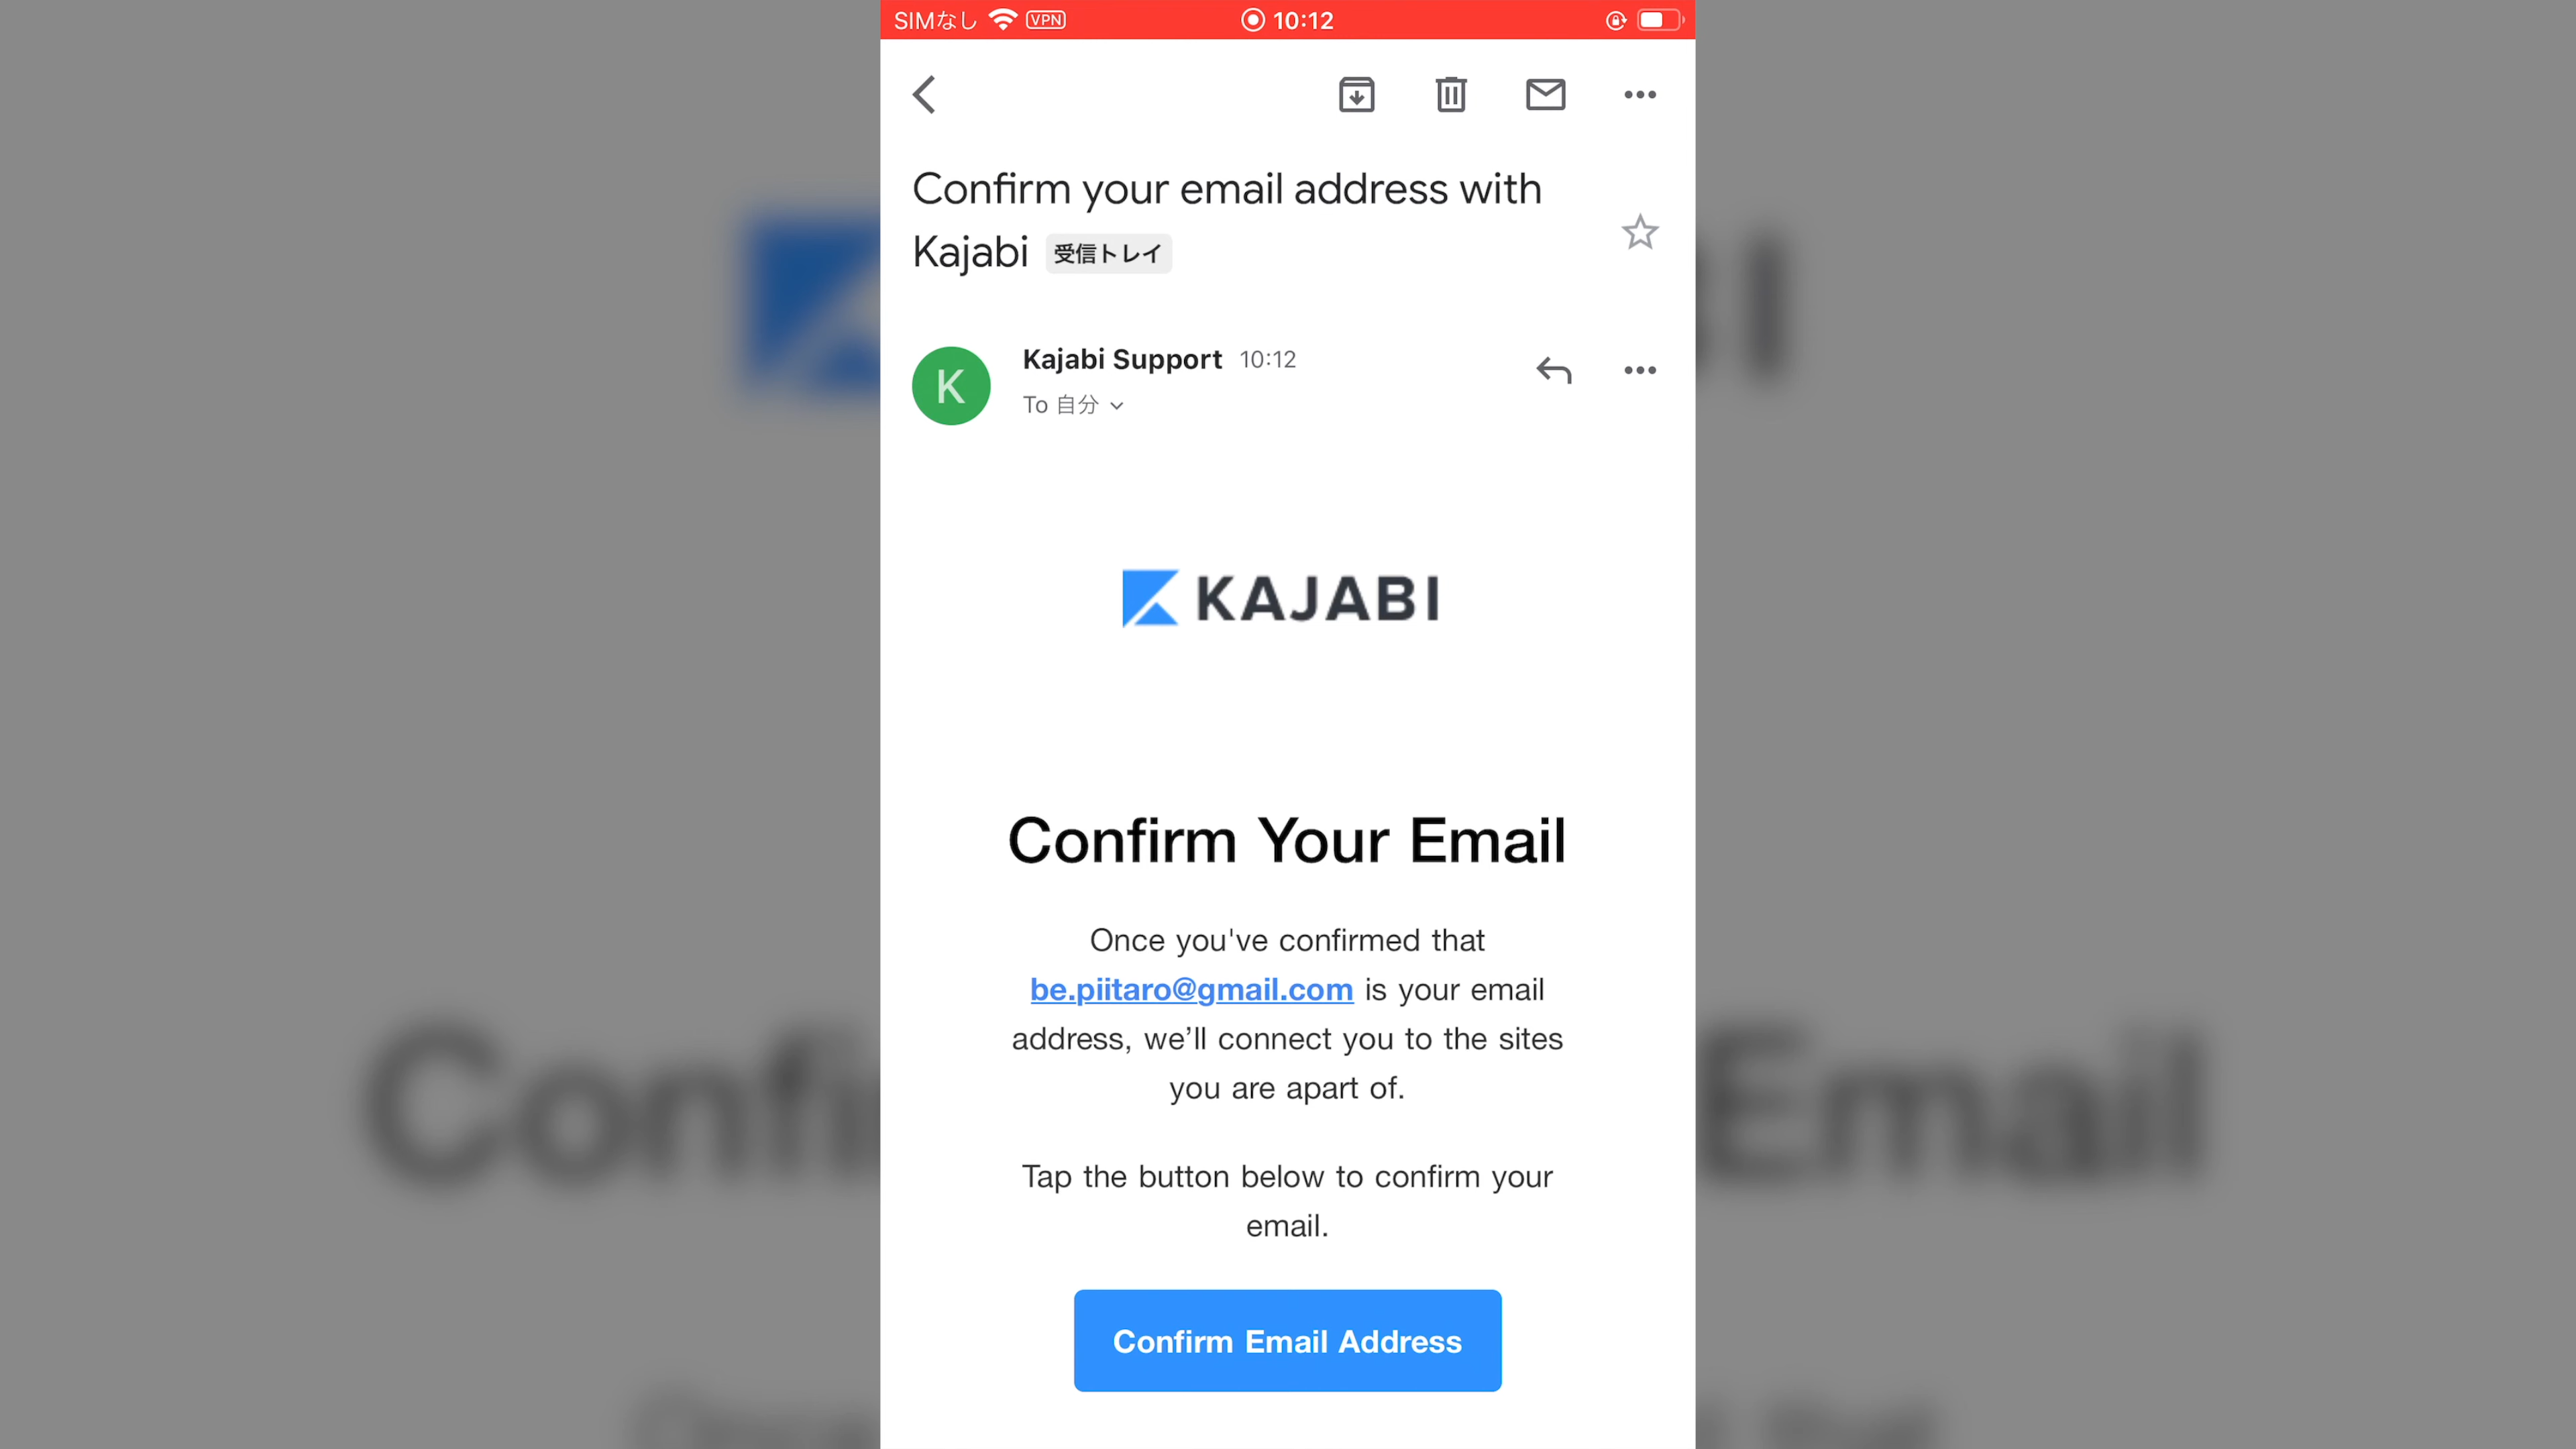 SIMなし VPN 10:12
Confirm your email address with
Kajabi 受信トレイ
K
Kajabi Support 10:12
To 自分
KAJABI
Confirm Your Email
Once you've confirmed that
be.piitaro@gmail.com is your email
address, we’ll connect you to the sites
you are apart of.
Tap the button below to confirm your
email.
Confirm Email Address